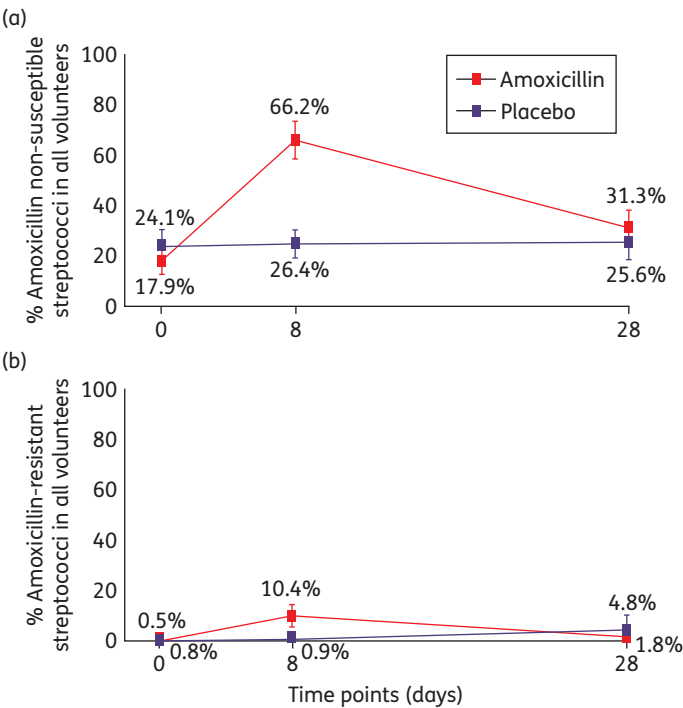 (a)
% Amoxicillin non-susceptible
streptococci in all volunteers
100
80
60
40
20
0
66.2%
24.1%
17.9%
26.4%
31.3%
25.6%
Amoxicillin
Placebo
0 8 28
(b)
% Amoxicillin-resistant
streptococci in all volunteers
100
80
60
40
20
0
0.5%
0.8%
10.4%
0.9%
4.8%
1.8%
0 8 28
Time points (days)